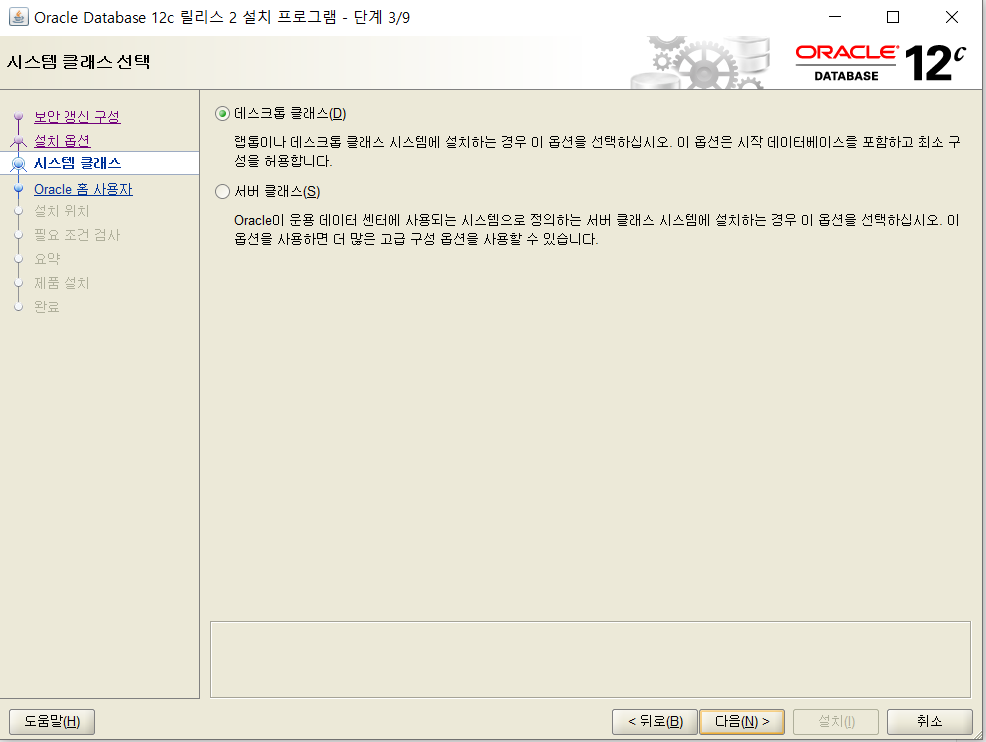 Oracle Database 12c 릴리스 2 설치 프로그램 - 단계 3/9
시스템 클래스 선택
ORACLE
DATABASE
12c
보안 갱신 구성
설치 옵션
시스템 클래스
Oracle 홈 사용자
설치 위치
필요 조건 검사
요약
제품 설치
완료
데스크톱 클래스(D)
랩톱이나 데스크톱 클래스 시스템에 설치하는 경우 이 옵션을 선택하십시오. 이 옵션은 시작 데이터베이스를 포함하고 최소 구
성을 허용합니다.
서버 클래스(S)
Oracle이 운용 데이터 센터에 사용되는 시스템으로 정의하는 서버 클래스 시스템에 설치하는 경우 이 옵션을 선택하십시오. 이
옵션을 사용하면 더 많은 고급 구성 옵션을 사용할 수 있습니다.
도움말(H)
< 뒤로(B)
다음(N) >
설치(I)
취소